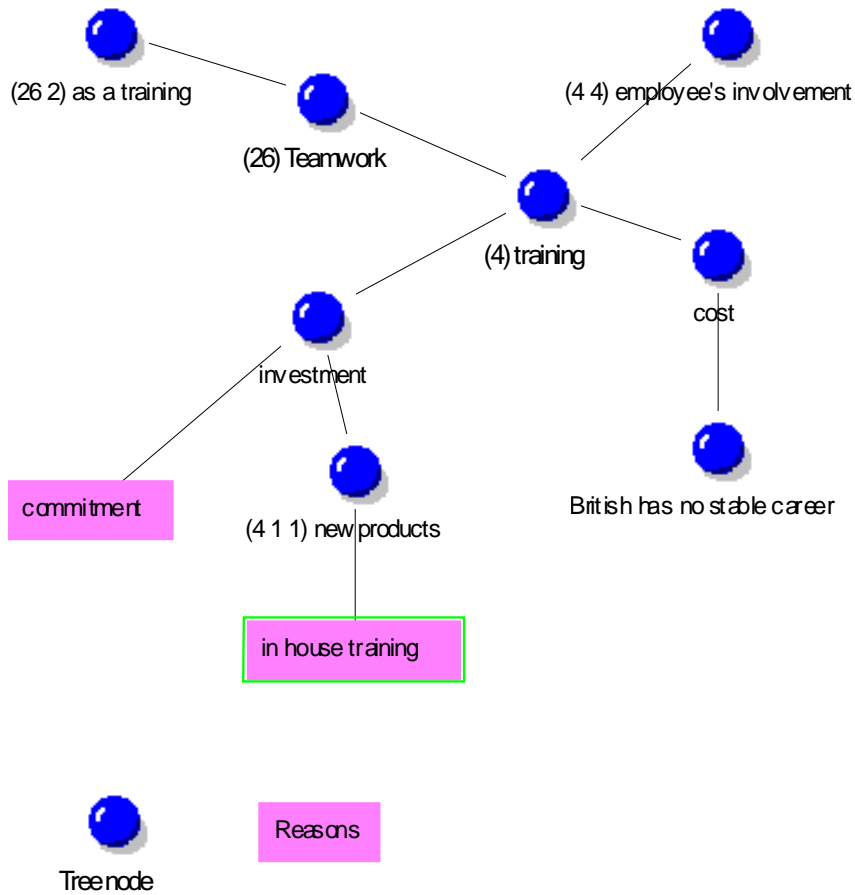 (26 2) as a training
(4 4) employee's involvement
(26) Teamwork
(4) training
cost
investment
commitment
(4 1 1) new products
British has no stable career
in house training
Reasons
Tree node